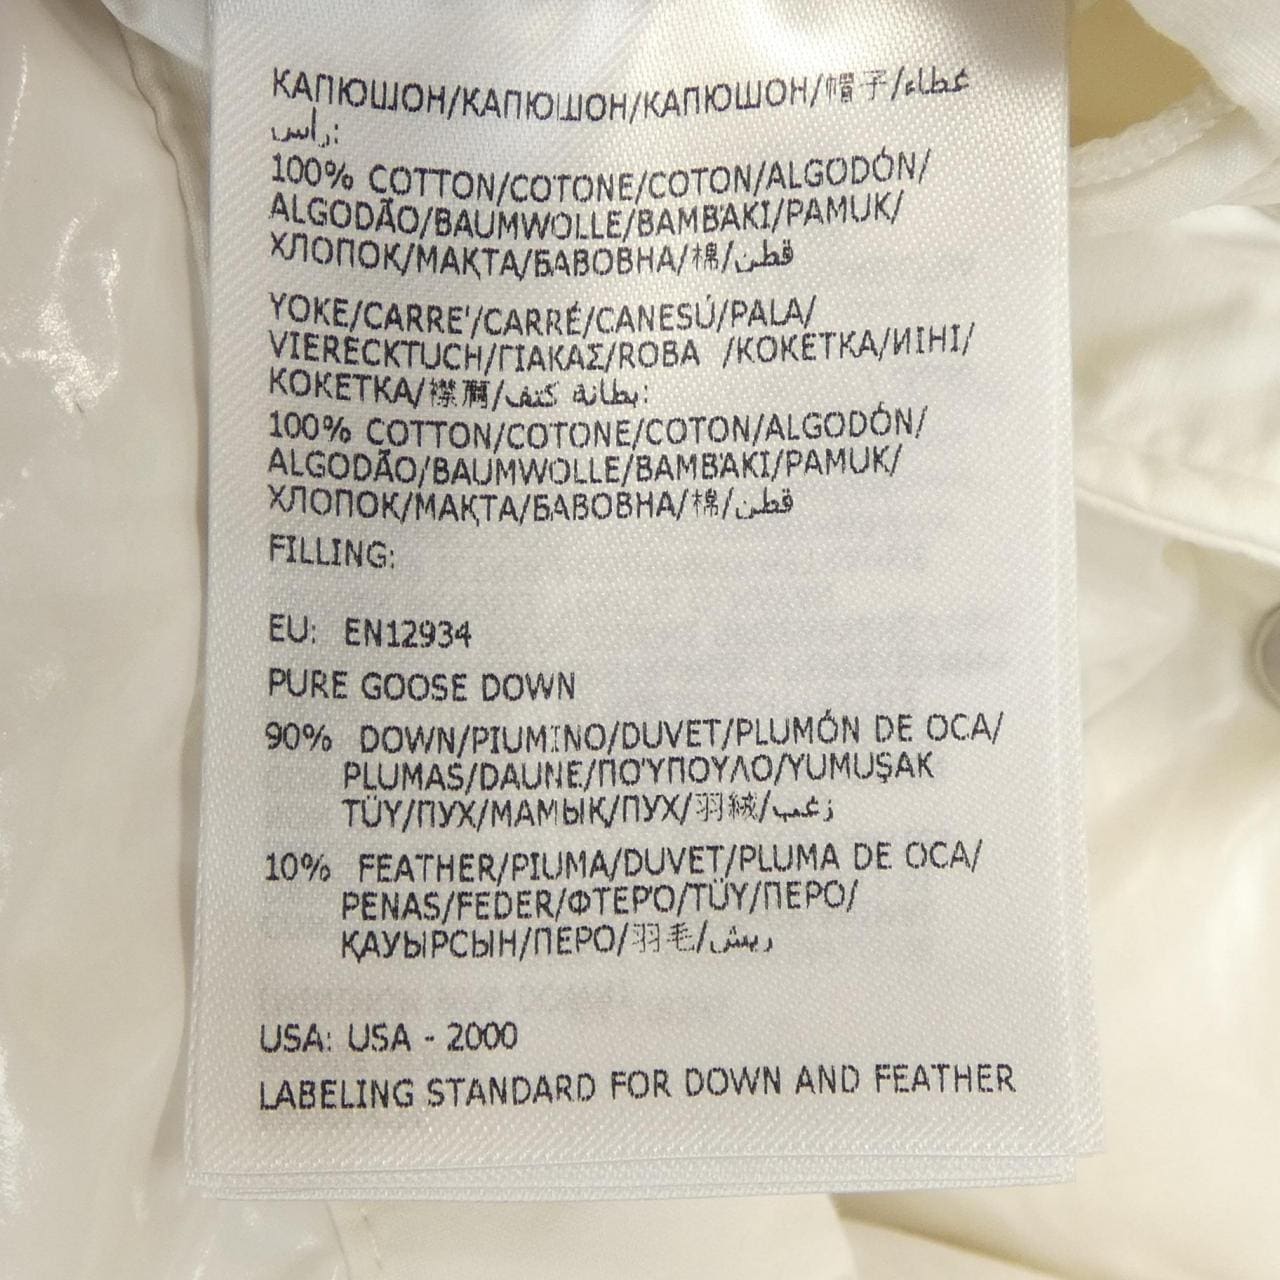 КАПЮШОН/КАПЮШОН/КАПЮШОН/帽子/غطاء
راس:
100% COTTON/COTONE/COTON/ALGODÓN/
ALGODÃO/BAUMWOLLE/BAMBAKI/PAMUK/
ХЛОПОК/МАҚТА/БАВОВНА/棉/قطن
YOKE/CARRE'/CARRÉ/CANESÚ/PALA/
VIERECKTUCH/ΓΙΑΚΑΣ/ROBA /КОКЕТКА/ИІНІ/
КОКЕТКА/襟肩/بطانة كتف:
100% COTTON/COTONE/COTON/ALGODÓN/
ALGODÃO/BAUMWOLLE/BAMBAKI/PAMUK/
ХЛОПОК/МАҚТА/БАВОВНА/棉/قطن
FILLING:
EU: EN12934
PURE GOOSE DOWN
90% DOWN/PIUMINO/DUVET/PLUMÓN DE OCA/
PLUMAS/DAUNE/ΠΟΎΠΟΥΛΟ/YUMUŞAK
TÜY/ПУХ/МАМЫҚ/ПУХ/羽絨/زغب
10% FEATHER/PIUMA/DUVET/PLUMA DE OCA/
PENAS/FEDER/ΦΤΕΡΌ/TÜY/ПЕРО/
ҚАУЫРСЫН/ПЕРО/羽毛/ريش
USA: USA - 2000
LABELING STANDARD FOR DOWN AND FEATHER